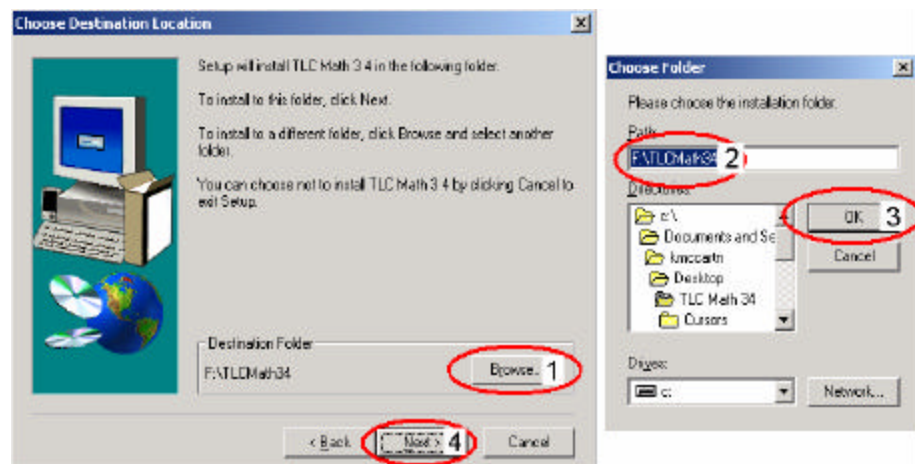 Choose Destination Location
Setup will install TLC Math 3 4 in the following folder.
To install to this folder, click Next.
To install to a different folder, click Browse and select another
folder.
You can choose not to install TLC Math 3 4 by clicking Cancel to
exit Setup.
Destination Folder
F:\TLCMath34
Browse.. 1
< Back
Next > 4
Cancel
Choose Folder
Please choose the installation folder.
Path:
F:\TLCMath34 2
Directories:
c:\
Documents and Se
kmccartn
Desktop
TLC Math 34
Cursors
OK 3
Cancel
Drives:
c:
Network...